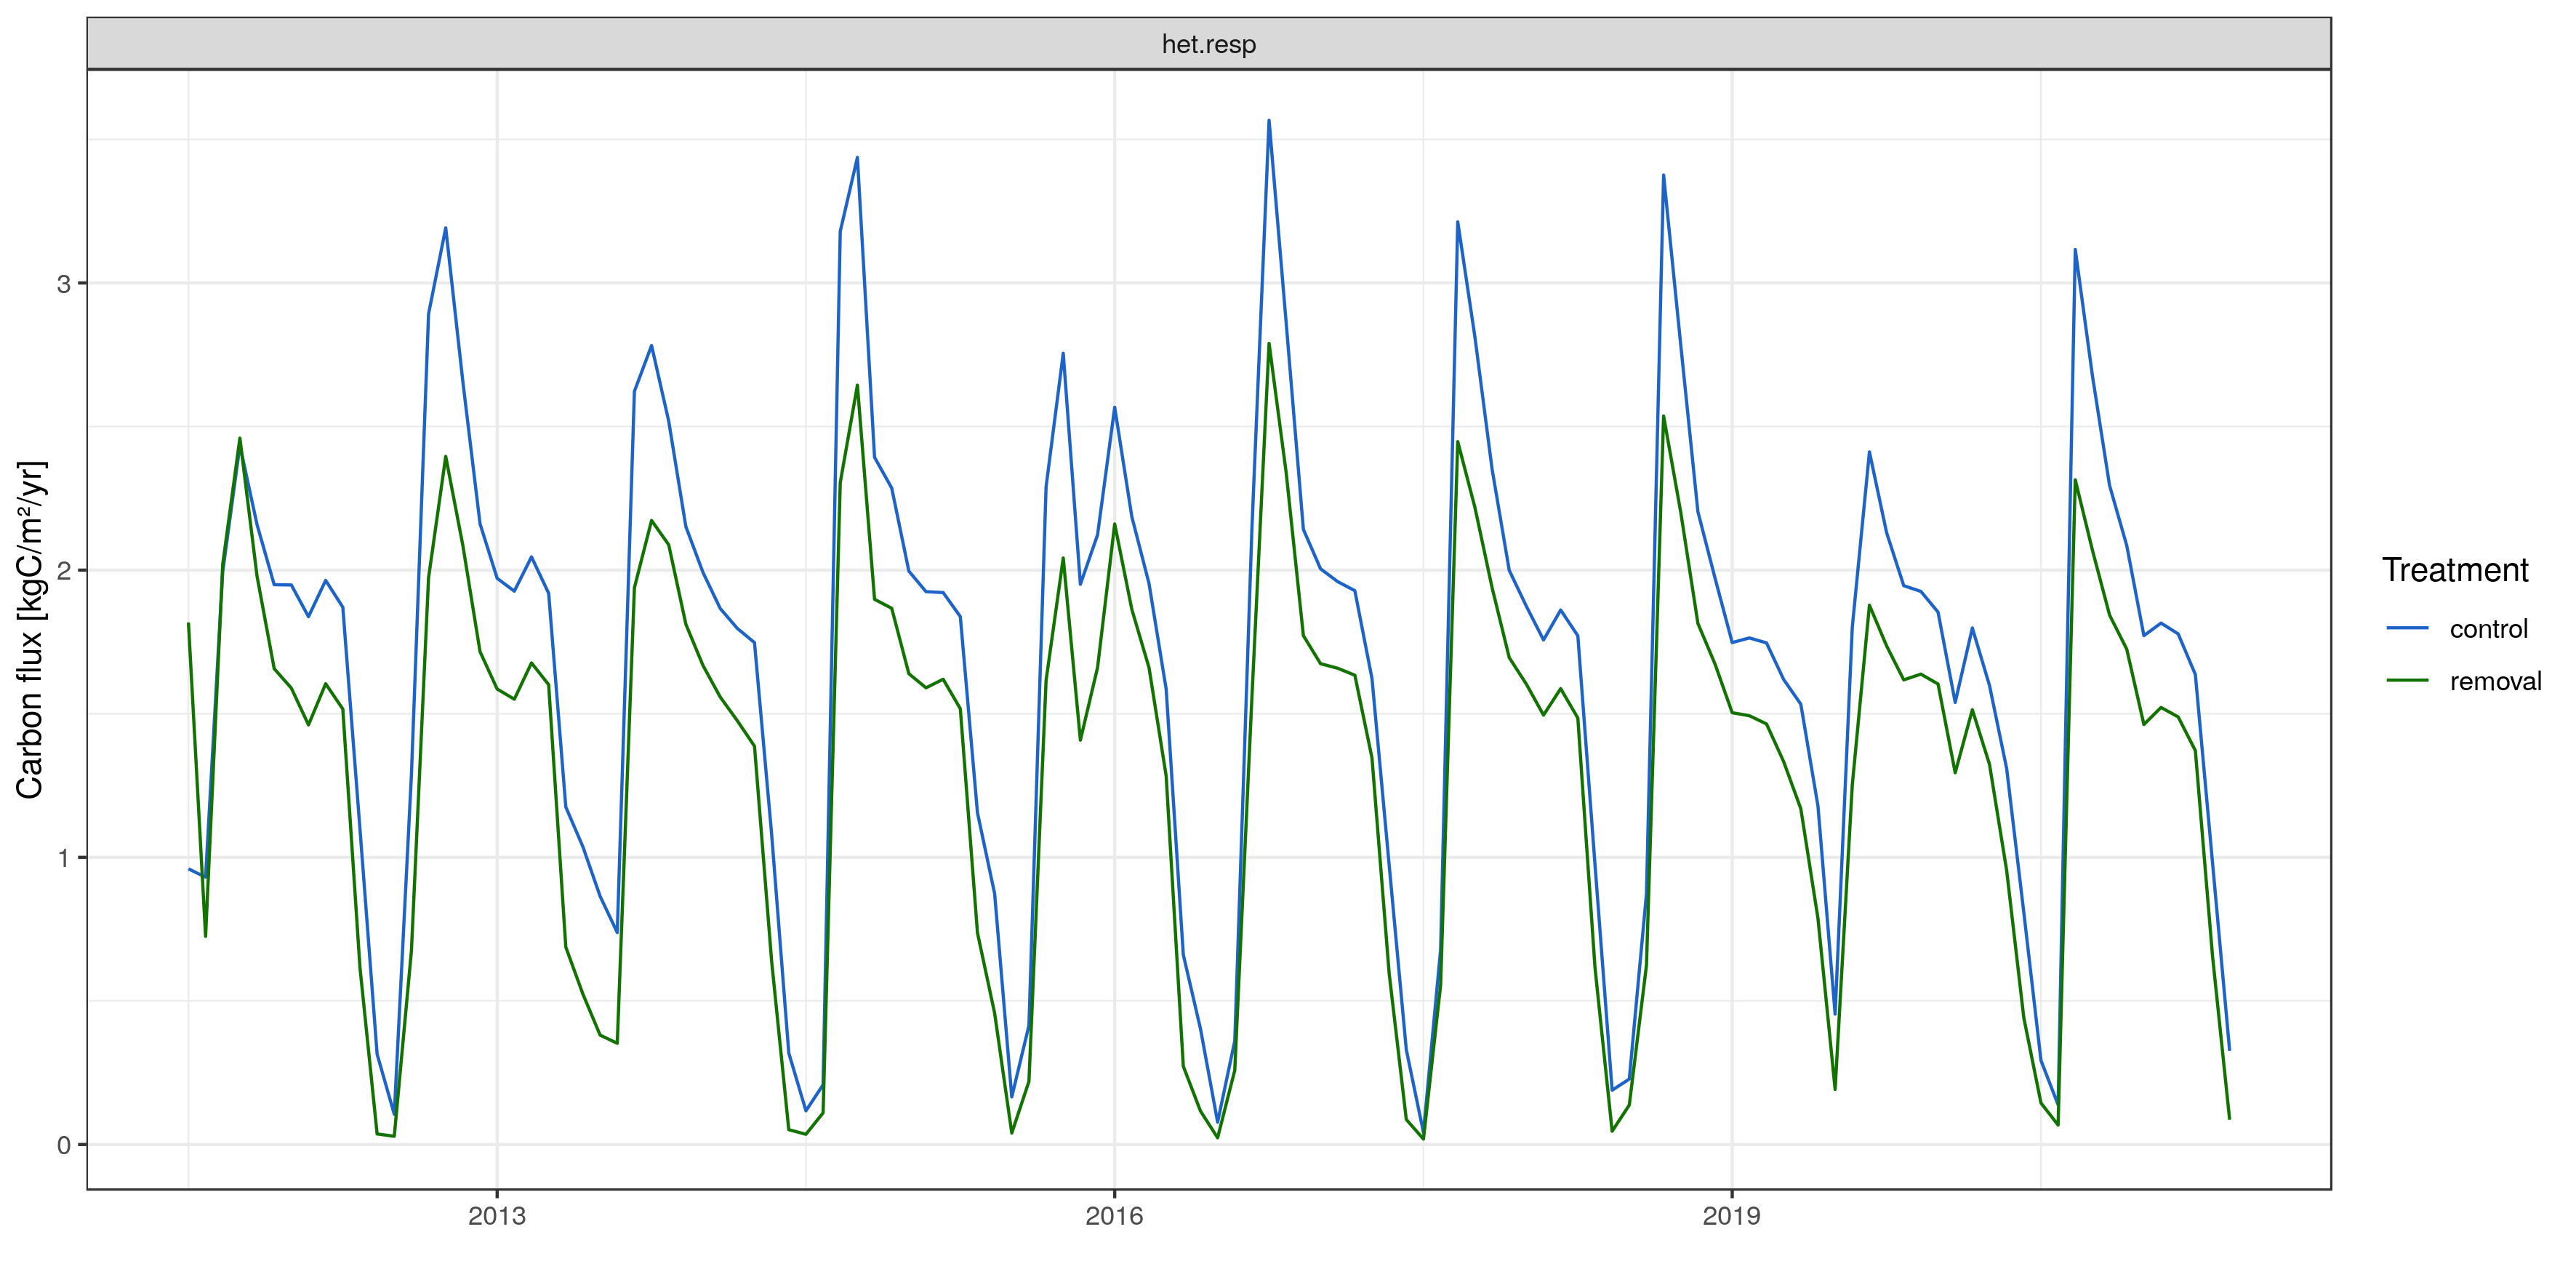 het.resp
Carbon flux [kgC/m²/yr]
3
2
1
0
2013
2016
2019
Treatment
control
removal